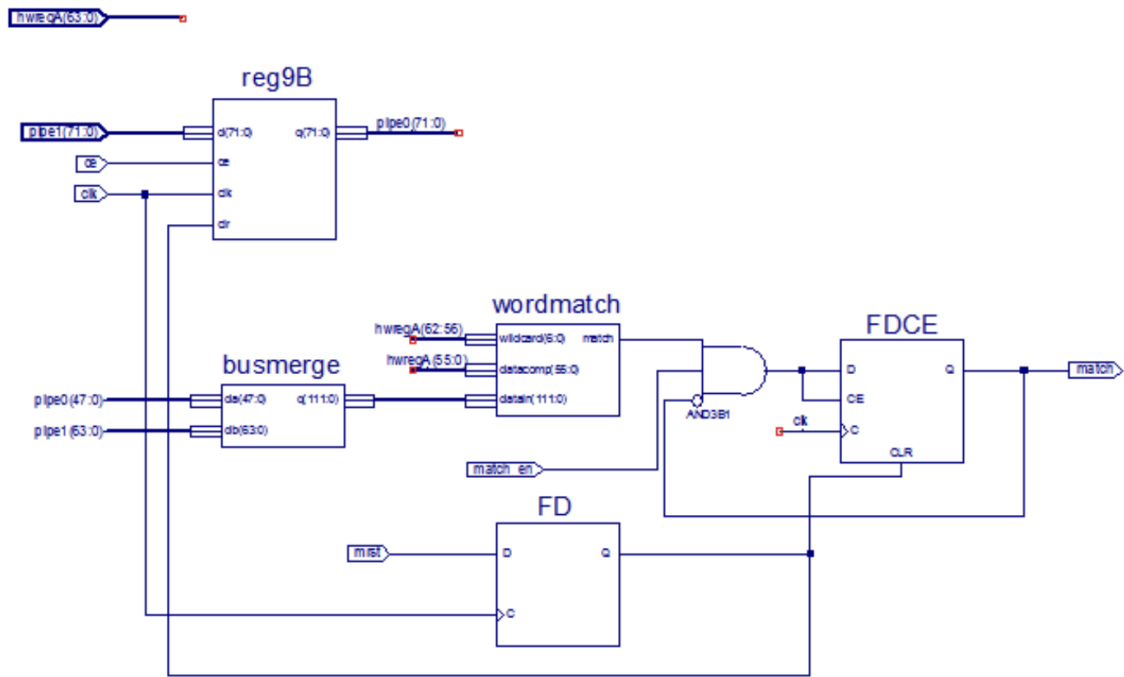 hwregA(63:0)
reg9B
pipe1(71:0)
d(71:0)
q(71:0)
pipe0(71:0)
ce
ce
clk
clk
clr
wordmatch
hwregA(62:56)
wildcard(6:0)
match
FDCE
hwregA(55:0)
datacomp(55:0)
D
Q
match
busmerge
pipe0(47:0)
da(47:0)
q(111:0)
datain(111:0)
CE
AND3B1
clk
C
pipe1(63:0)
db(63:0)
CLR
match_en
FD
mrst
D
Q
C